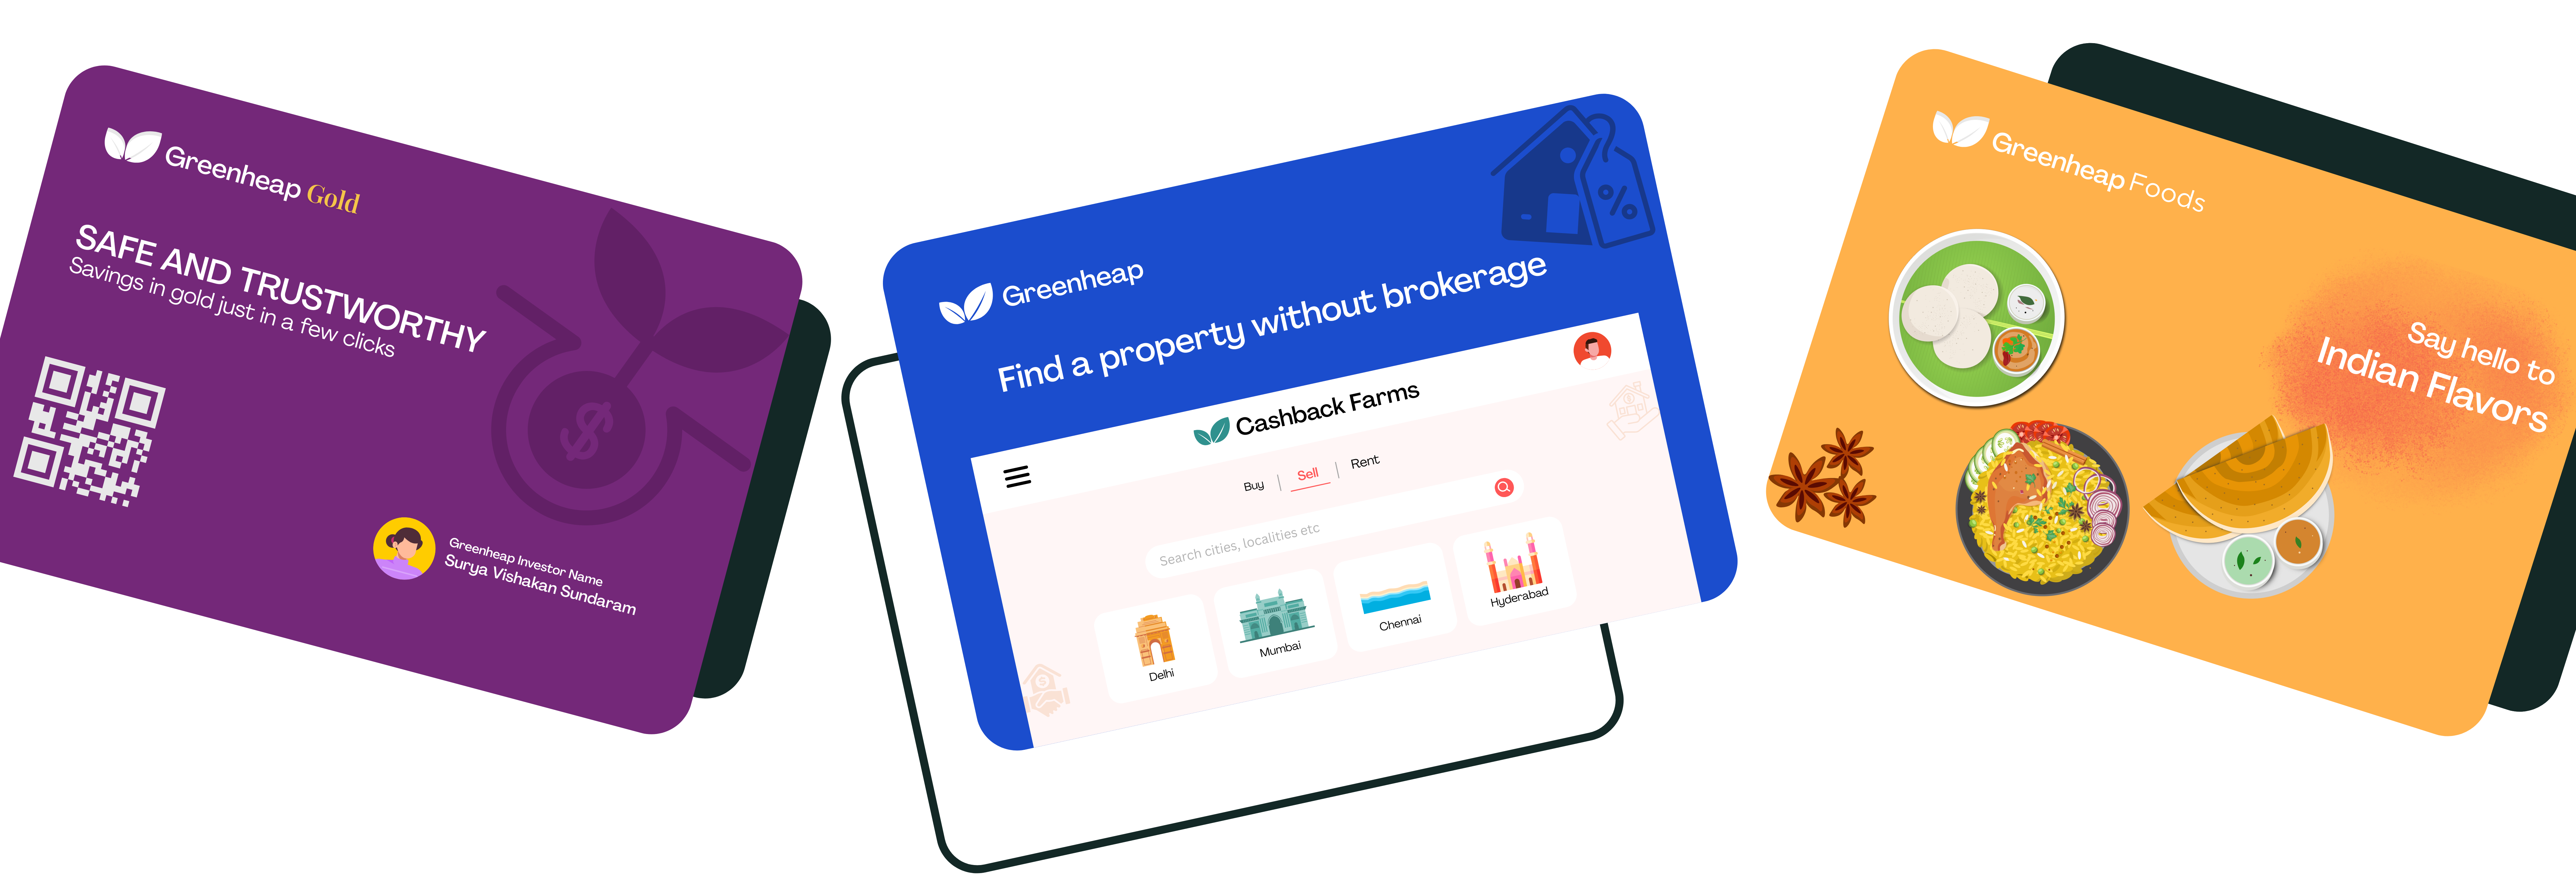 Greenheap Gold
SAFE AND TRUSTWORTHY
Savings in gold just in a few clicks
Greenheap Investor Name
Surya Vishakan Sundaram
Greenheap
Find a property without brokerage
Cashback Farms
Buy | Sell | Rent
Search cities, localities etc
Delhi
Mumbai
Chennai
Hyderabad
Greenheap Foods
Say hello to
Indian Flavors